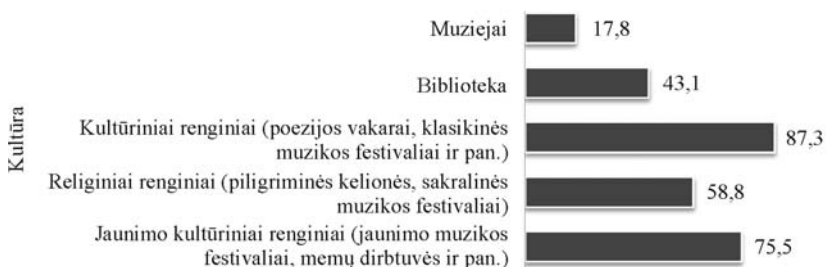 Kultūra
Muziejai 17,8
Biblioteka 43,1
Kultūriniai renginiai (poezijos vakarai, klasikinės
muzikos festivaliai ir pan.) 87,3
Religiniai renginiai (piligriminės kelionės, sakralinės
muzikos festivaliai) 58,8
Jaunimo kultūriniai renginiai (jaunimo muzikos
festivaliai, memų dirbtuvės ir pan.) 75,5